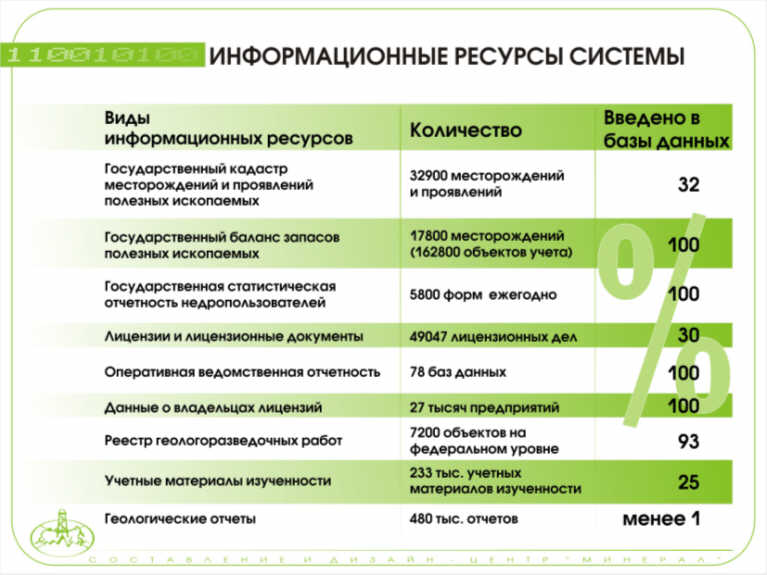 110010100 ИНФОРМАЦИОННЫЕ РЕСУРСЫ СИСТЕМЫ
Виды
информационных ресурсов
Количество
Введено в
базы данных
Государственный кадастр
месторождений и проявлений
полезных ископаемых
32900 месторождений
и проявлений
32
Государственный баланс запасов
полезных ископаемых
17800 месторождений
(162800 объектов учета)
100
Государственная статистическая
отчетность недропользователей
5800 форм ежегодно
100
Лицензии и лицензионные документы
49047 лицензионных дел
30
Оперативная ведомственная отчетность
78 баз данных
100
Данные о владельцах лицензий
27 тысяч предприятий
100
Реестр геологоразведочных работ
7200 объектов на
федеральном уровне
93
Учетные материалы изученности
233 тыс. учетных
материалов изученности
25
Геологические отчеты
480 тыс. отчетов
менее 1
%
СОСТАВЛЕНИЕ И ДИЗАЙН - ЦЕНТР "МИНЕРАЛ"